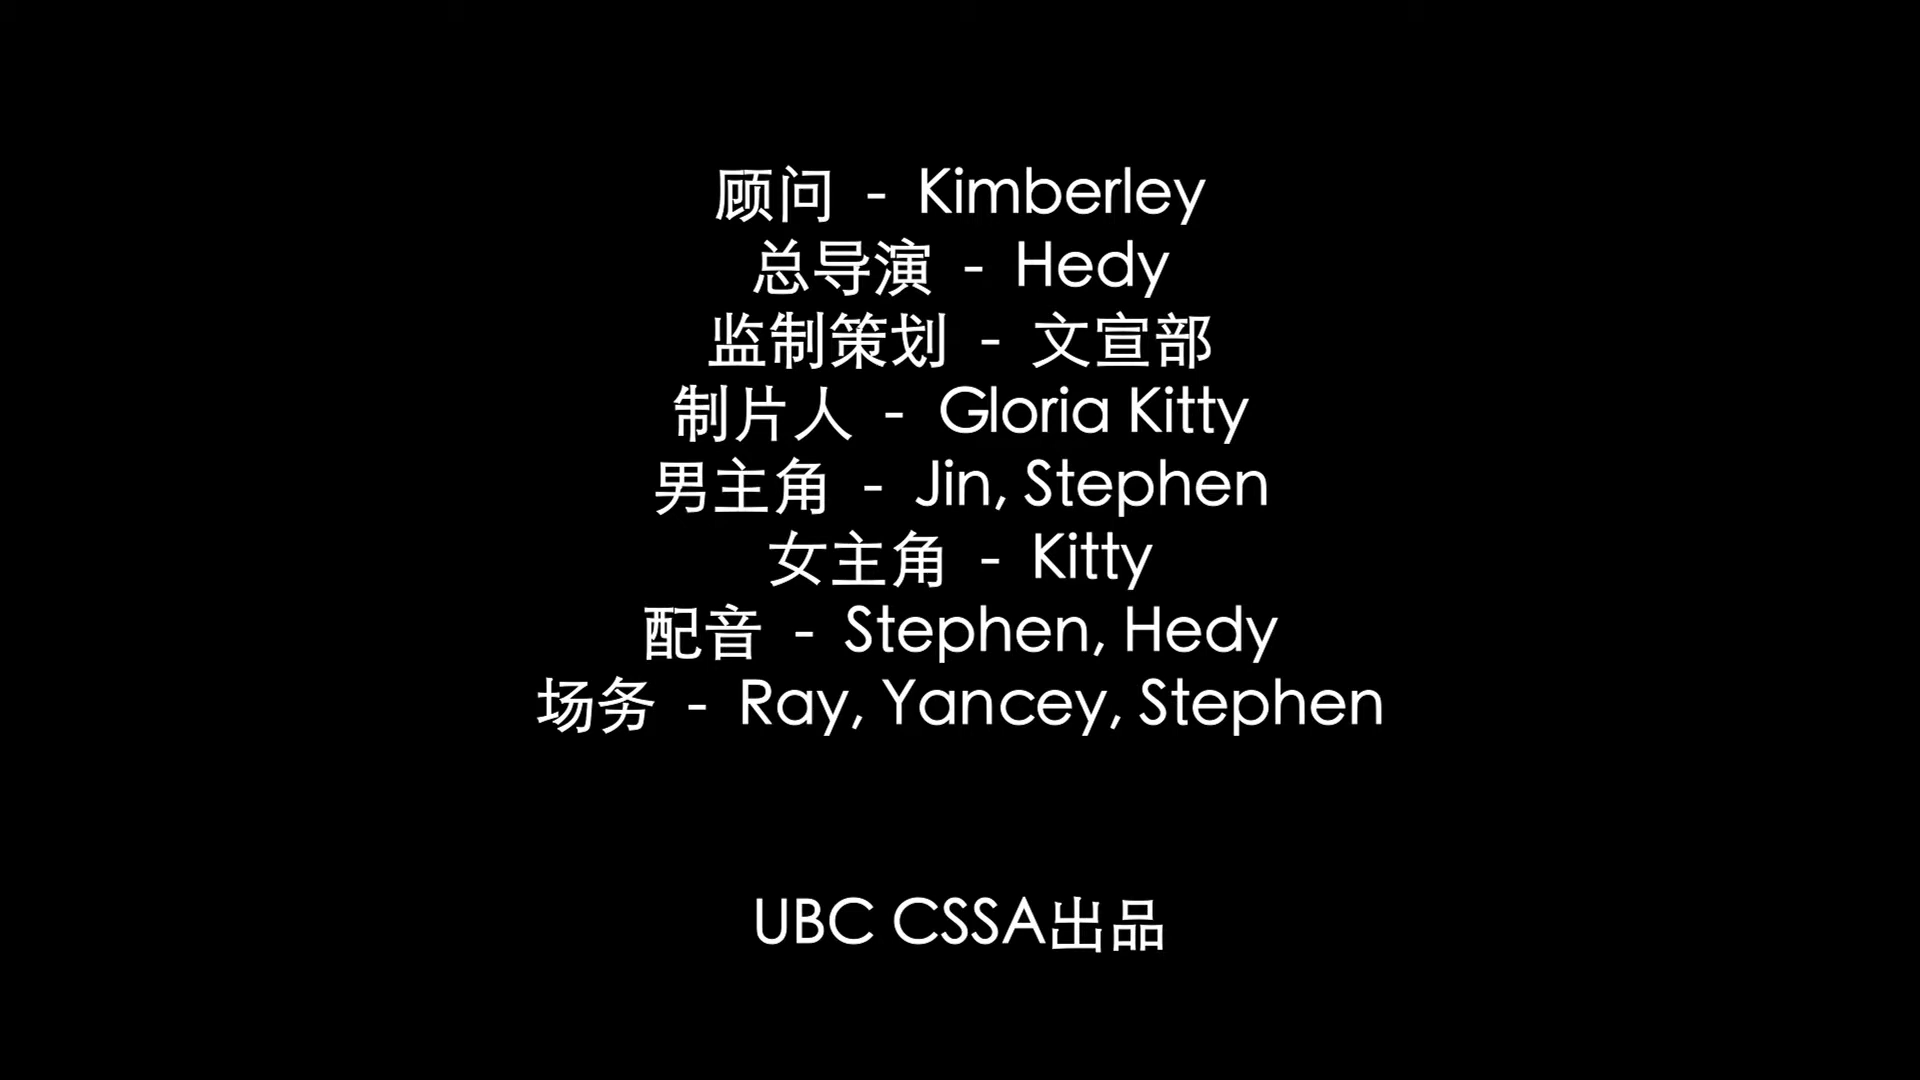 顾问 - Kimberley
总导演 - Hedy
监制策划 - 文宣部
制片人 - Gloria Kitty
男主角 - Jin, Stephen
女主角 - Kitty
配音 - Stephen, Hedy
场务 - Ray, Yancey, Stephen
UBC CSSA出品